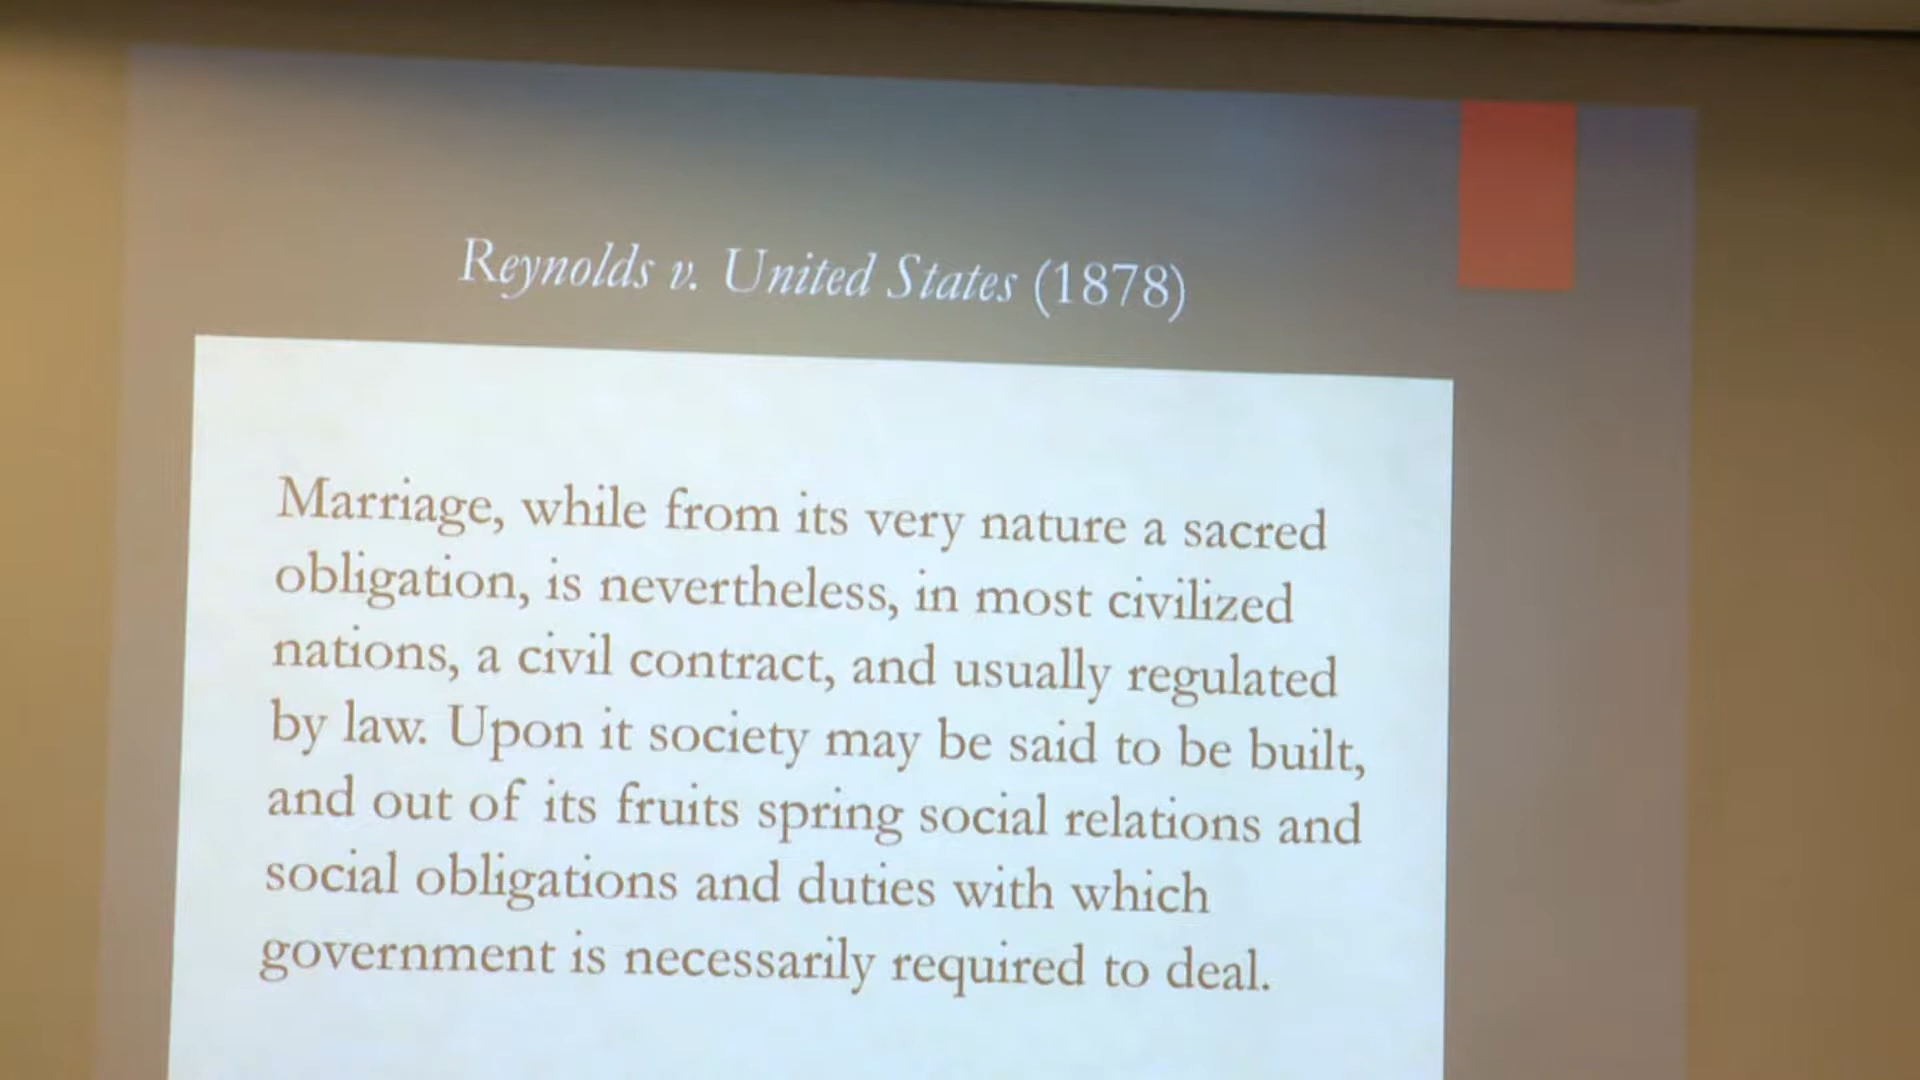 Reynolds v. United States (1878)
Marriage, while from its very nature a sacred
obligation, is nevertheless, in most civilized
nations, a civil contract, and usually regulated
by law. Upon it society may be said to be built,
and out of its fruits spring social relations and
social obligations and duties with which
government is necessarily required to deal.